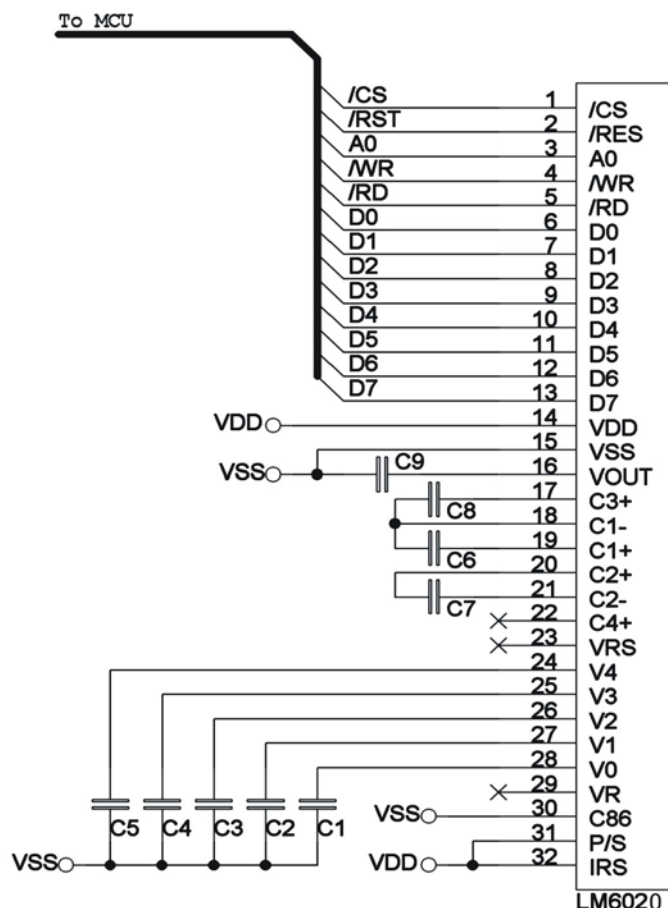 To MCU
/CS 1 /CS
/RST 2 /RES
A0 3 A0
/WR 4 /WR
/RD 5 /RD
D0 6 D0
D1 7 D1
D2 8 D2
D3 9 D3
D4 10 D4
D5 11 D5
D6 12 D6
D7 13 D7
VDD 14 VDD
15 VSS
VSS C9 16 VOUT
17 C3+
C8 18 C1-
19 C1+
C6 20 C2+
21 C2-
C7 22 C4+
23 VRS
24 V4
25 V3
26 V2
27 V1
28 V0
29 VR
C5 C4 C3 C2 C1 VSS 30 C86
31 P/S
VSS VDD 32 IRS
LM6020